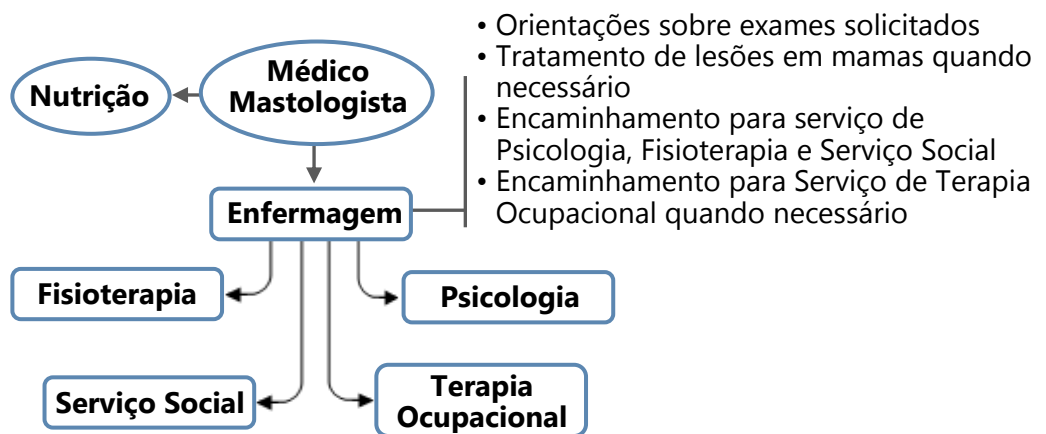 Nutrição
Médico
Mastologista
• Orientações sobre exames solicitados
• Tratamento de lesões em mamas quando
necessário
• Encaminhamento para serviço de
Psicologia, Fisioterapia e Serviço Social
• Encaminhamento para Serviço de Terapia
Ocupacional quando necessário
Enfermagem
Fisioterapia
Psicologia
Serviço Social
Terapia
Ocupacional